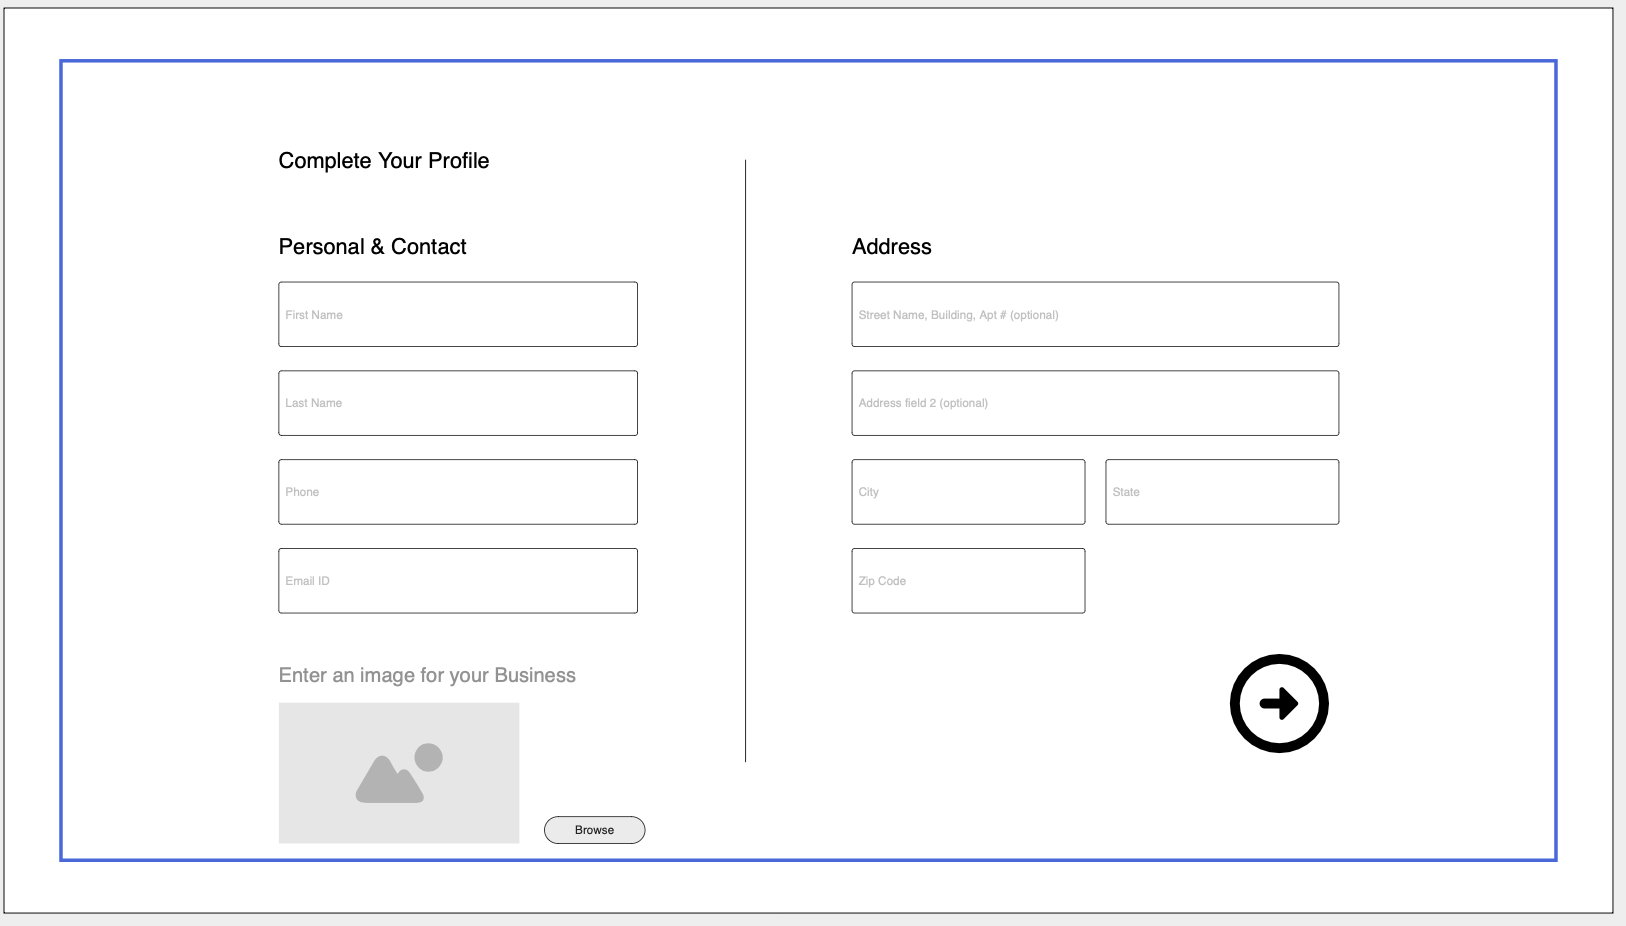 Complete Your Profile
Personal & Contact
First Name
Last Name
Phone
Email ID
Enter an image for your Business
Browse
Address
Street Name, Building, Apt # (optional)
Address field 2 (optional)
City
State
Zip Code